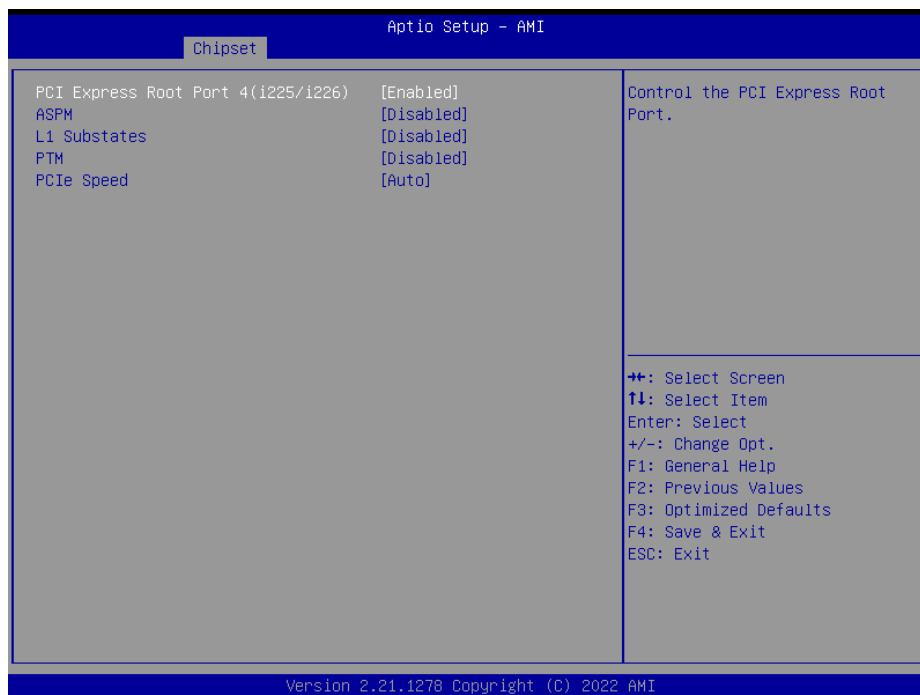 Aptio Setup – AMI
Chipset
PCI Express Root Port 4(i225/i226) [Enabled]
ASPM [Disabled]
L1 Substates [Disabled]
PTM [Disabled]
PCIe Speed [Auto]
Control the PCI Express Root
Port.
→←: Select Screen
↑↓: Select Item
Enter: Select
+/-: Change Opt.
F1: General Help
F2: Previous Values
F3: Optimized Defaults
F4: Save & Exit
ESC: Exit
Version 2.21.1278 Copyright (C) 2022 AMI